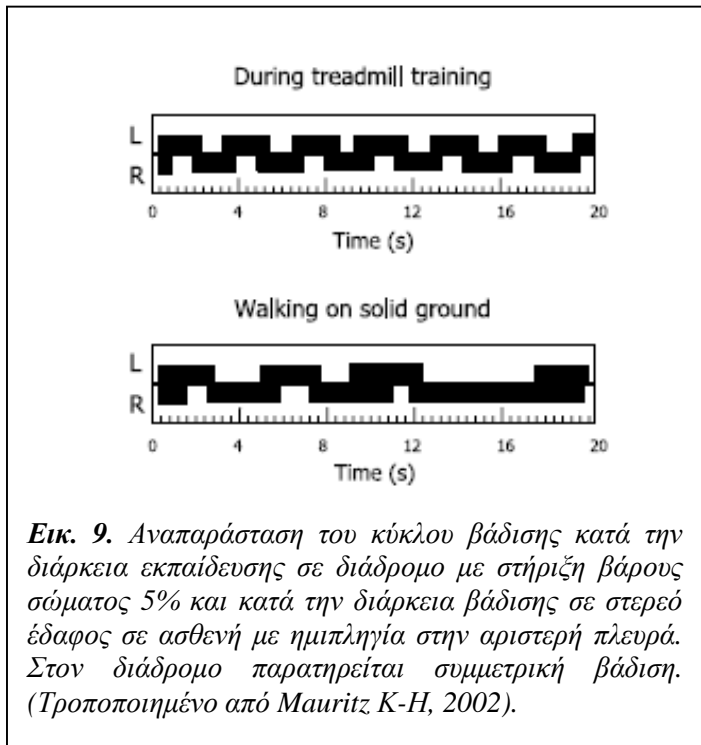 During treadmill training
L
R
0 4 8 12 16 20
Time (s)
Walking on solid ground
L
R
0 4 8 12 16 20
Time (s)
Εικ. 9. Αναπαράσταση του κύκλου βάδισης κατά την
διάρκεια εκπαίδευσης σε διάδρομο με στήριξη βάρους
σώματος 5% και κατά την διάρκεια βάδισης σε στερεό
έδαφος σε ασθενή με ημιπληγία στην αριστερή πλευρά.
Στον διάδρομο παρατηρείται συμμετρική βάδιση.
(Τροποποιημένο από Mauritz K-H, 2002).